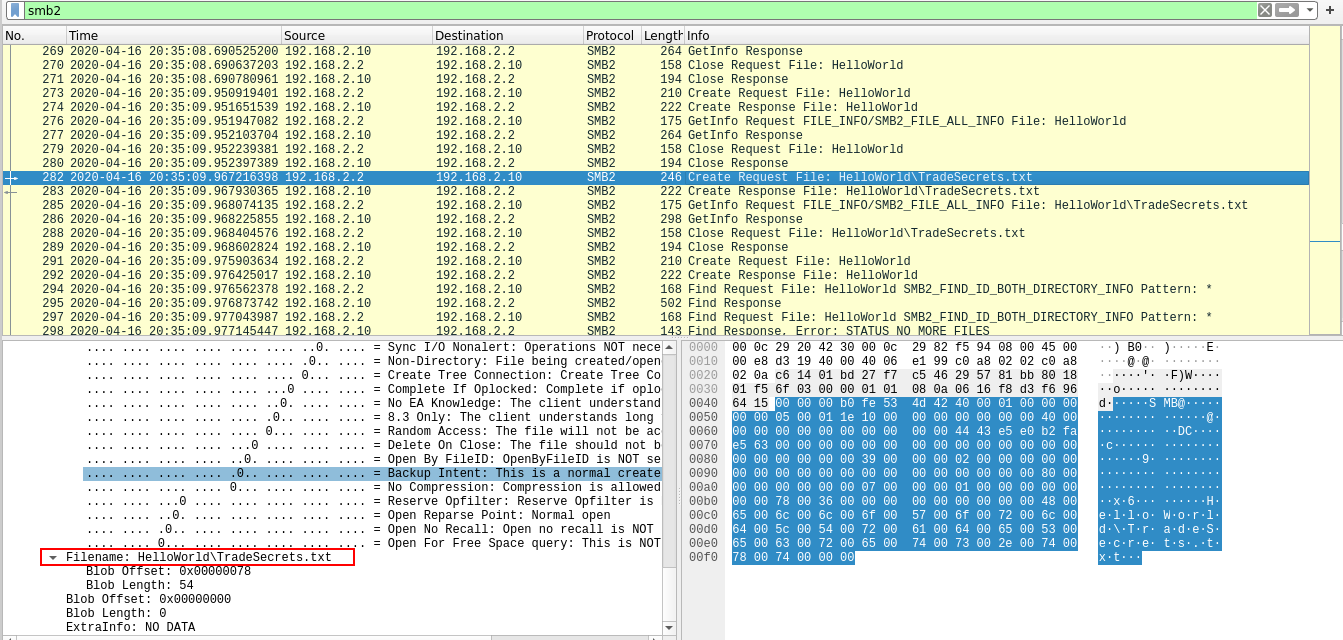 smb2
No. Time Source Destination Protocol Length Info
269 2020-04-16 20:35:08.690525200 192.168.2.10 192.168.2.2 SMB2 264 GetInfo Response
270 2020-04-16 20:35:08.690637203 192.168.2.2 192.168.2.10 SMB2 158 Close Request File: HelloWorld
271 2020-04-16 20:35:08.690780961 192.168.2.10 192.168.2.2 SMB2 194 Close Response
273 2020-04-16 20:35:09.950919401 192.168.2.2 192.168.2.10 SMB2 210 Create Request File: HelloWorld
274 2020-04-16 20:35:09.951651539 192.168.2.10 192.168.2.2 SMB2 222 Create Response File: HelloWorld
276 2020-04-16 20:35:09.951947082 192.168.2.2 192.168.2.10 SMB2 175 GetInfo Request FILE_INFO/SMB2_FILE_ALL_INFO File: HelloWorld
277 2020-04-16 20:35:09.952103704 192.168.2.10 192.168.2.2 SMB2 264 GetInfo Response
279 2020-04-16 20:35:09.952239381 192.168.2.2 192.168.2.10 SMB2 158 Close Request File: HelloWorld
280 2020-04-16 20:35:09.952397389 192.168.2.10 192.168.2.2 SMB2 194 Close Response
282 2020-04-16 20:35:09.967216398 192.168.2.2 192.168.2.10 SMB2 246 Create Request File: HelloWorld\TradeSecrets.txt
283 2020-04-16 20:35:09.967930365 192.168.2.10 192.168.2.2 SMB2 222 Create Response File: HelloWorld\TradeSecrets.txt
285 2020-04-16 20:35:09.968074135 192.168.2.2 192.168.2.10 SMB2 175 GetInfo Request FILE_INFO/SMB2_FILE_ALL_INFO File: HelloWorld\TradeSecrets.txt
286 2020-04-16 20:35:09.968225855 192.168.2.10 192.168.2.2 SMB2 298 GetInfo Response
288 2020-04-16 20:35:09.968404576 192.168.2.2 192.168.2.10 SMB2 158 Close Request File: HelloWorld\TradeSecrets.txt
289 2020-04-16 20:35:09.968602824 192.168.2.10 192.168.2.2 SMB2 194 Close Response
291 2020-04-16 20:35:09.975903634 192.168.2.2 192.168.2.10 SMB2 210 Create Request File: HelloWorld
292 2020-04-16 20:35:09.976425017 192.168.2.10 192.168.2.2 SMB2 222 Create Response File: HelloWorld
294 2020-04-16 20:35:09.976562378 192.168.2.2 192.168.2.10 SMB2 168 Find Request File: HelloWorld SMB2_FIND_ID_BOTH_DIRECTORY_INFO Pattern: *
295 2020-04-16 20:35:09.976873742 192.168.2.10 192.168.2.2 SMB2 502 Find Response
297 2020-04-16 20:35:09.977043987 192.168.2.2 192.168.2.10 SMB2 168 Find Request File: HelloWorld SMB2_FIND_ID_BOTH_DIRECTORY_INFO Pattern: *
298 2020-04-16 20:35:09.977145447 192.168.2.10 192.168.2.2 SMB2 143 Find Response, Error: STATUS_NO_MORE_FILES
.... .... .... .... .... .... ..0. .... = Sync I/O Nonalert: Operations NOT nece
.... .... .... .... .... .... .0.. .... = Non-Directory: File being created/open
.... .... .... .... .... .... 0... .... = Create Tree Connection: Create Tree Co
.... .... .... .... .... ...0 .... .... = Complete If Oplocked: Complete if oplo
.... .... .... .... .... ..0. .... .... = No EA Knowledge: The client understand
.... .... .... .... .... .0.. .... .... = 8.3 Only: The client understands long
.... .... .... .... .... 0... .... .... = Random Access: The file will not be ac
.... .... .... .... ...0 .... .... .... = Delete On Close: The file should not b
.... .... .... .... ..0. .... .... .... = Open By FileID: OpenByFileID is NOT se
.... .... .... .... .0.. .... .... .... = Backup Intent: This is a normal create
.... .... .... .... 0... .... .... .... = No Compression: Compression is allowed
.... .... ...0 .... .... .... .... .... = Reserve Opfilter: Reserve Opfilter is
.... .... ..0. .... .... .... .... .... = Open Reparse Point: Normal open
.... .... .0.. .... .... .... .... .... = Open No Recall: Open no recall is NOT
.... .... 0... .... .... .... .... .... = Open For Free Space query: This is NOT
Filename: HelloWorld\TradeSecrets.txt
Blob Offset: 0x00000078
Blob Length: 54
Blob Offset: 0x00000000
Blob Length: 0
ExtraInfo: NO DATA
0000 00 0c 29 20 42 30 00 0c 29 82 f5 94 08 00 45 00 ··) B0·· )·····E·
0010 00 e8 d3 19 40 00 40 06 e1 99 c0 a8 02 02 c0 a8 ····@·@· ········
0020 02 0a c6 14 01 bd 27 f7 c5 46 29 57 81 bb 80 18 ······'· ·F)W····
0030 01 f5 6f 03 00 00 01 01 08 0a 06 16 f8 d3 f6 96 ··o····· ········
0040 64 15 00 00 00 b0 fe 53 4d 42 40 00 01 00 00 00 d······S MB@·····
0050 00 00 05 00 01 1e 10 00 00 00 00 00 00 00 40 00 ········ ······@·
0060 00 00 00 00 00 00 00 00 00 00 44 43 e5 e0 b2 fa ········ ··DC····
0070 e5 63 00 00 00 00 00 00 00 00 00 00 00 00 00 00 ·c······ ········
0080 00 00 00 00 00 00 39 00 00 00 02 00 00 00 00 00 ······9· ········
0090 00 00 00 00 00 00 00 00 00 00 00 00 00 00 80 00 ········ ········
00a0 00 00 00 00 00 00 07 00 00 00 01 00 00 00 00 00 ········ ········
00b0 00 00 78 00 36 00 00 00 00 00 00 00 00 00 48 00 ··x·6··· ······H·
00c0 65 00 6c 00 6c 00 6f 00 57 00 6f 00 72 00 6c 00 e·l·l·o· W·o·r·l·
00d0 64 00 5c 00 54 00 72 00 61 00 64 00 65 00 53 00 d·\·T·r· a·d·e·S·
00e0 65 00 63 00 72 00 65 00 74 00 73 00 2e 00 74 00 e·c·r·e· t·s·.·t·
00f0 78 00 74 00 00 00 x·t···